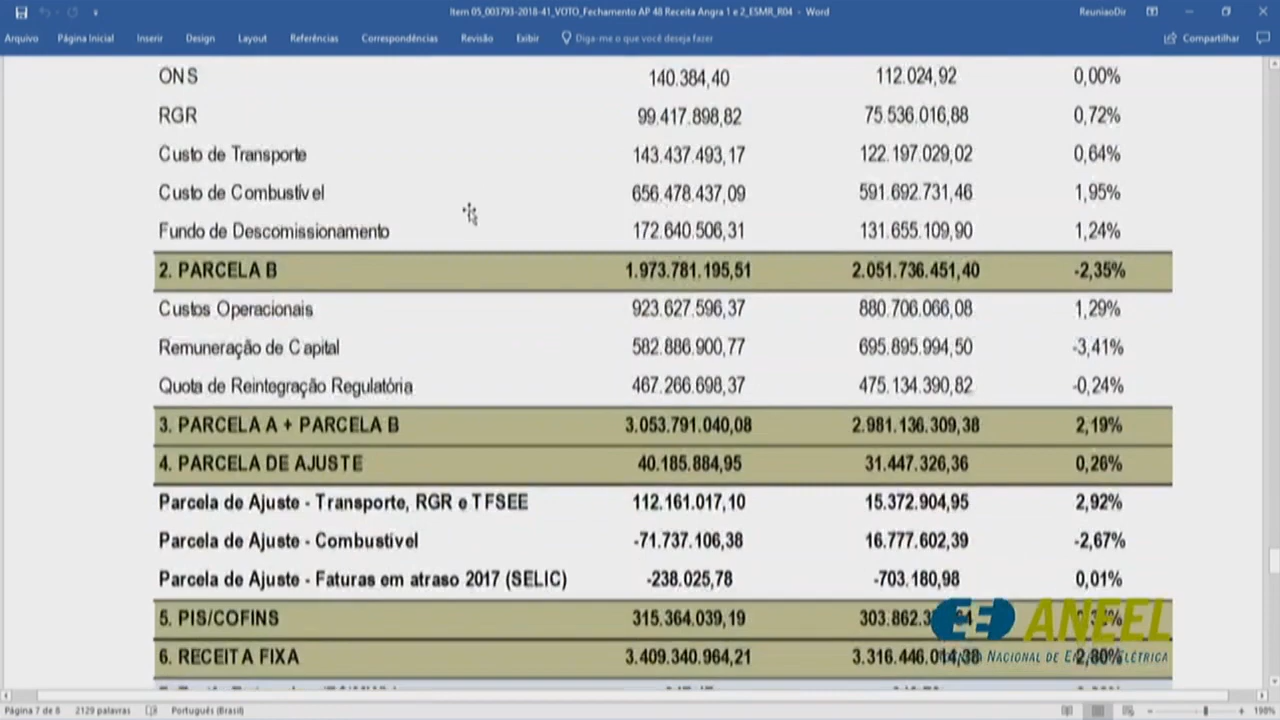 Item 05_003793-2018-41_VOTO_Fechamento AP 48 Receita Angra 1 e 2_ESMR_R04 - Word
ReuniaoDir
Arquivo Página Inicial Inserir Design Layout Referências Correspondências Revisão Exibir Diga-me o que você deseja fazer Compartilhar
ONS 140.384,40 112.024,92 0,00%
RGR 99.417.898,82 75.536.016,88 0,72%
Custo de Transporte 143.437.493,17 122.197.029,02 0,64%
Custo de Combustível 656.478.437,09 591.692.731,46 1,95%
Fundo de Descomissionamento 172.640.506,31 131.655.109,90 1,24%
2. PARCELA B 1.973.781.195,51 2.051.736.451,40 -2,35%
Custos Operacionais 923.627.596,37 880.706.066,08 1,29%
Remuneração de Capital 582.886.900,77 695.895.994,50 -3,41%
Quota de Reintegração Regulatória 467.266.698,37 475.134.390,82 -0,24%
3. PARCELA A + PARCELA B 3.053.791.040,08 2.981.136.309,38 2,19%
4. PARCELA DE AJUSTE 40.185.884,95 31.447.326,36 0,26%
Parcela de Ajuste - Transporte, RGR e TFSEE 112.161.017,10 15.372.904,95 2,92%
Parcela de Ajuste - Combustível -71.737.106,38 16.777.602,39 -2,67%
Parcela de Ajuste - Faturas em atraso 2017 (SELIC) -238.025,78 -703.180,98 0,01%
5. PIS/COFINS 315.364.039,19
ANEEL
6. RECEITA FIXA 3.409.340.964,21 2,80%
Nacional de Elétrica
Página 7 de 8 2129 palavras Português (Brasil) 198%